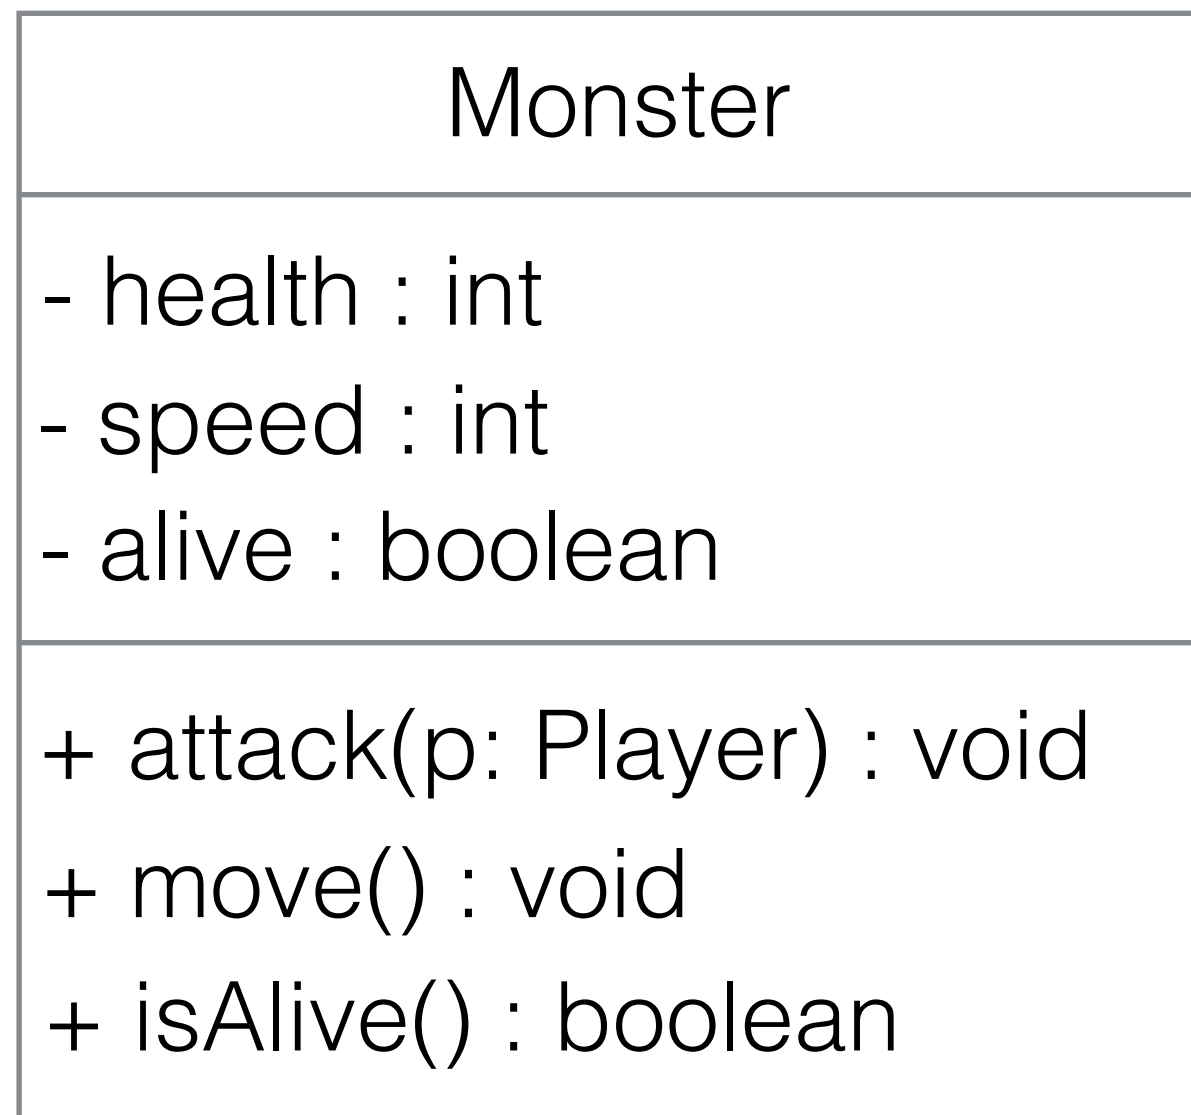 Monster
- health : int
- speed : int
- alive : boolean
+ attack(p: Player) : void
+ move() : void
+ isAlive() : boolean